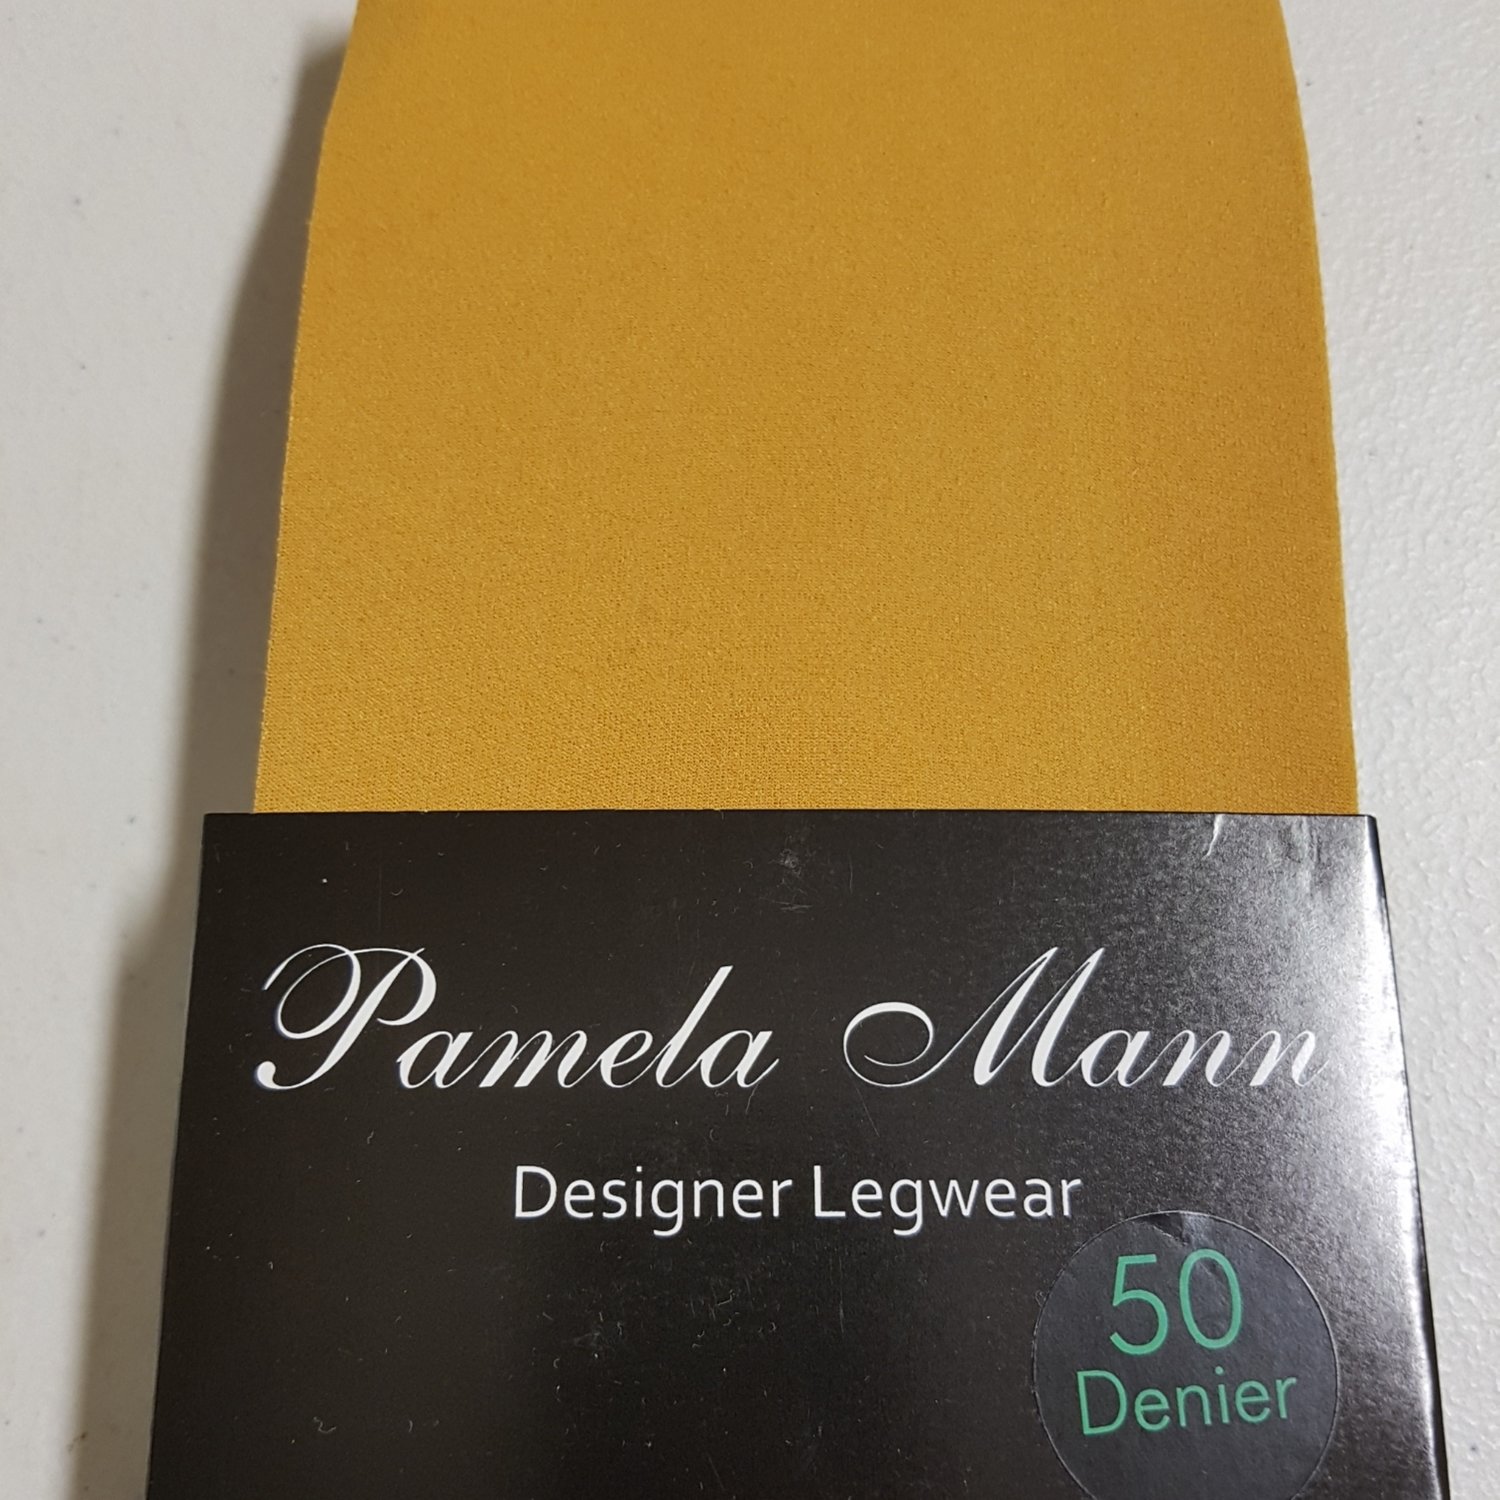 Pamela Mann
Designer Legwear
50
Denier